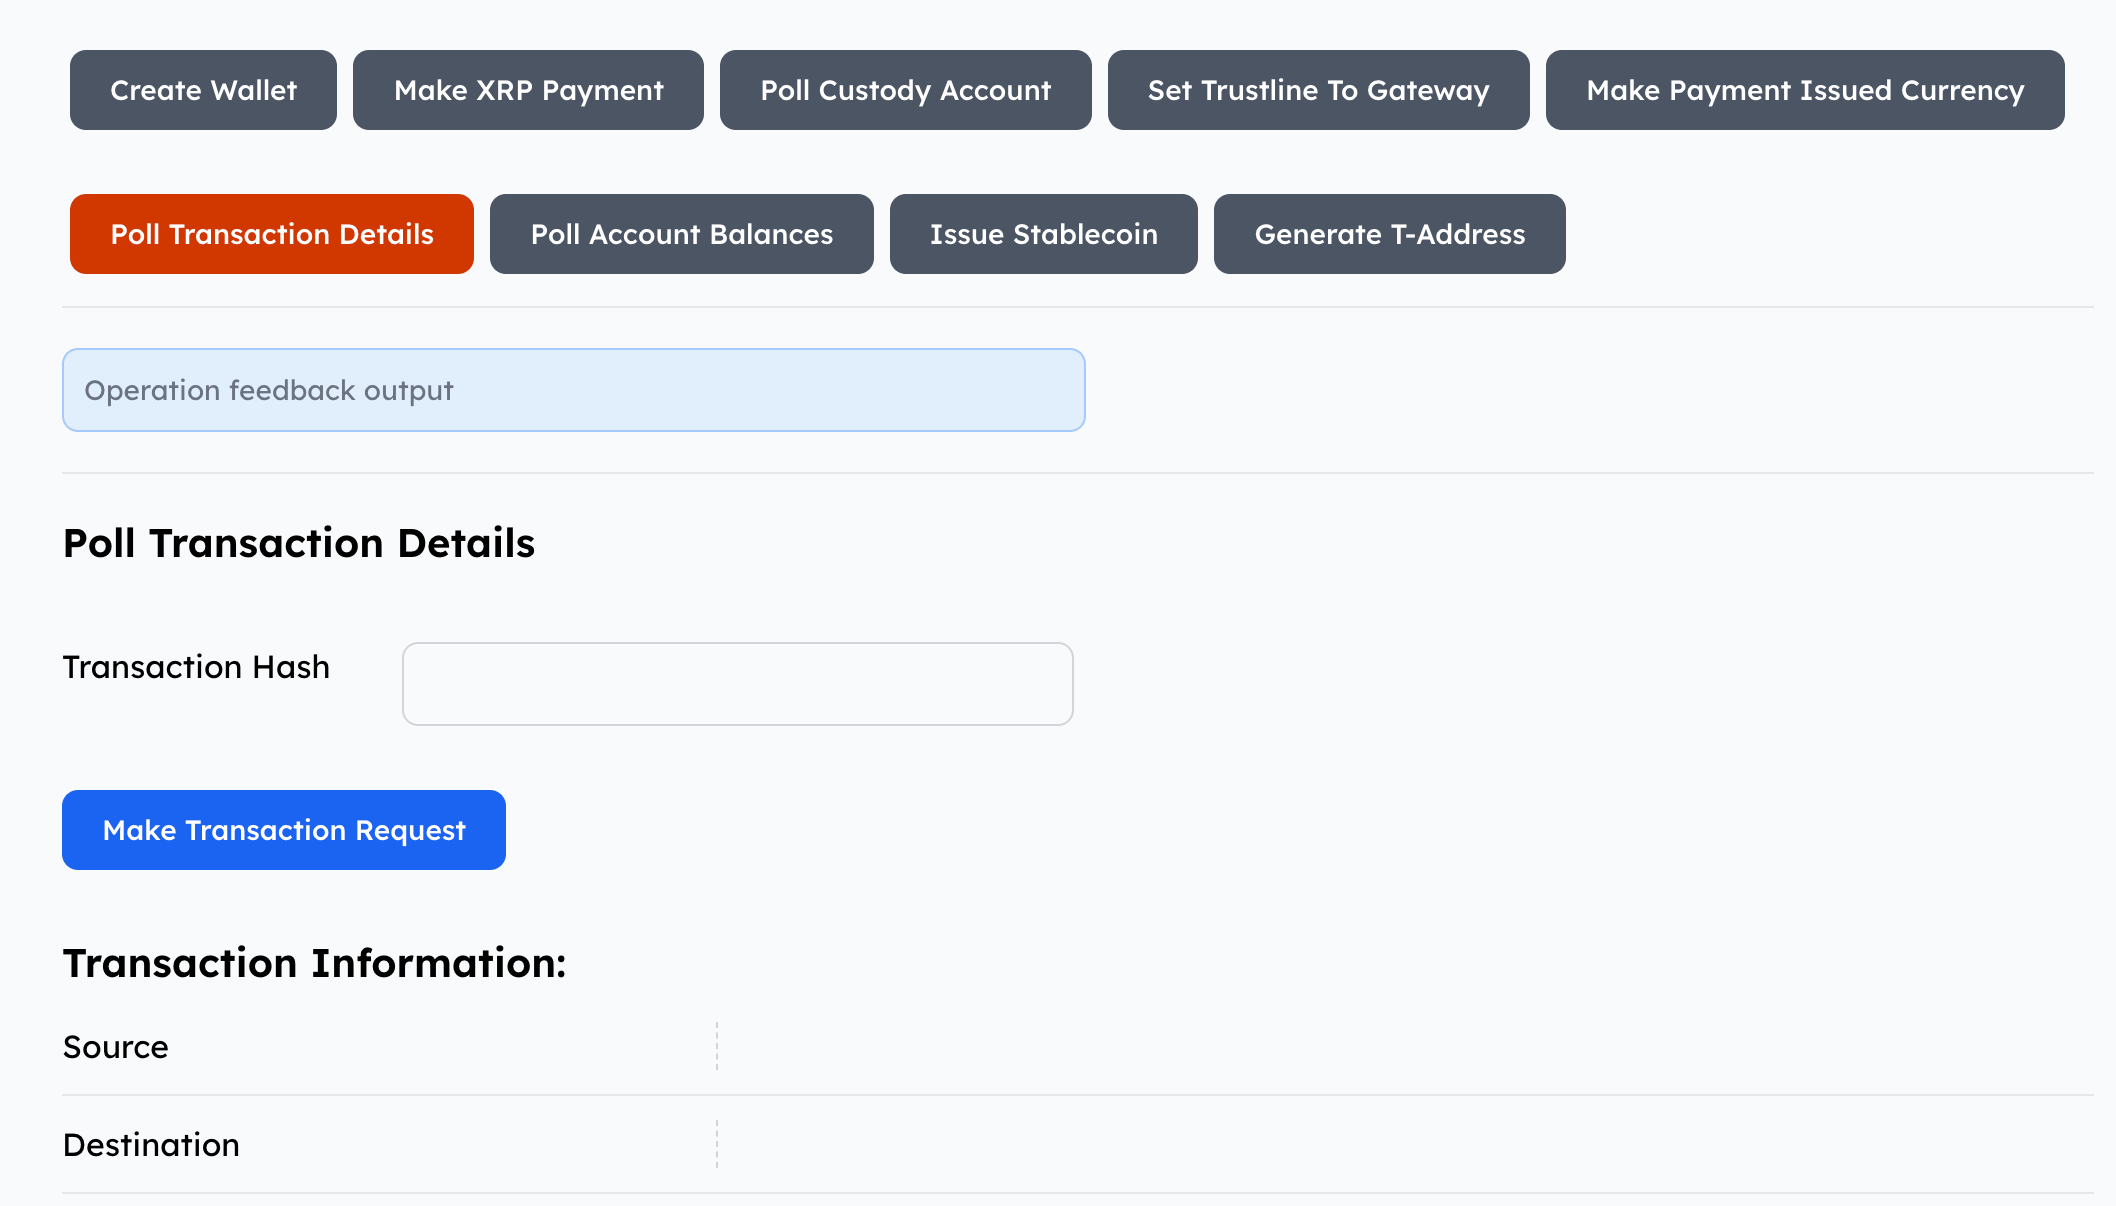 Create Wallet Make XRP Payment Poll Custody Account Set Trustline To Gateway Make Payment Issued Currency
Poll Transaction Details Poll Account Balances Issue Stablecoin Generate T-Address
Operation feedback output
Poll Transaction Details
Transaction Hash
Make Transaction Request
Transaction Information:
Source
Destination